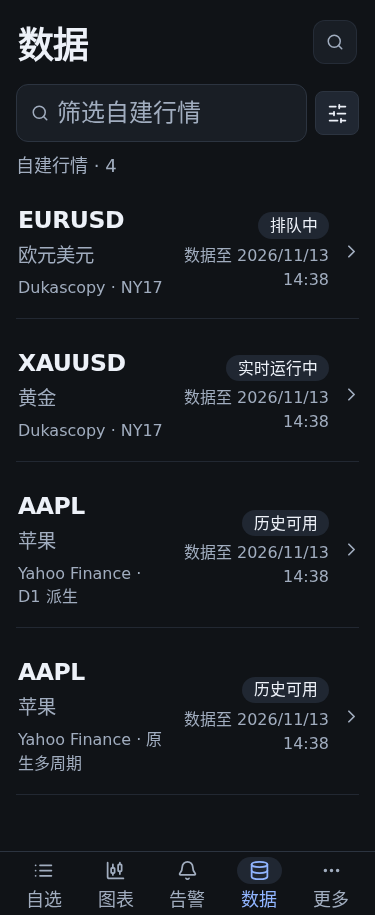 数据
筛选自建行情
自建行情 · 4
EURUSD
欧元美元
Dukascopy · NY17
排队中
数据至 2026/11/13
14:38
XAUUSD
黄金
Dukascopy · NY17
实时运行中
数据至 2026/11/13
14:38
AAPL
苹果
Yahoo Finance ·
D1 派生
历史可用
数据至 2026/11/13
14:38
AAPL
苹果
Yahoo Finance · 原
生多周期
历史可用
数据至 2026/11/13
14:38
自选
图表
告警
数据
更多